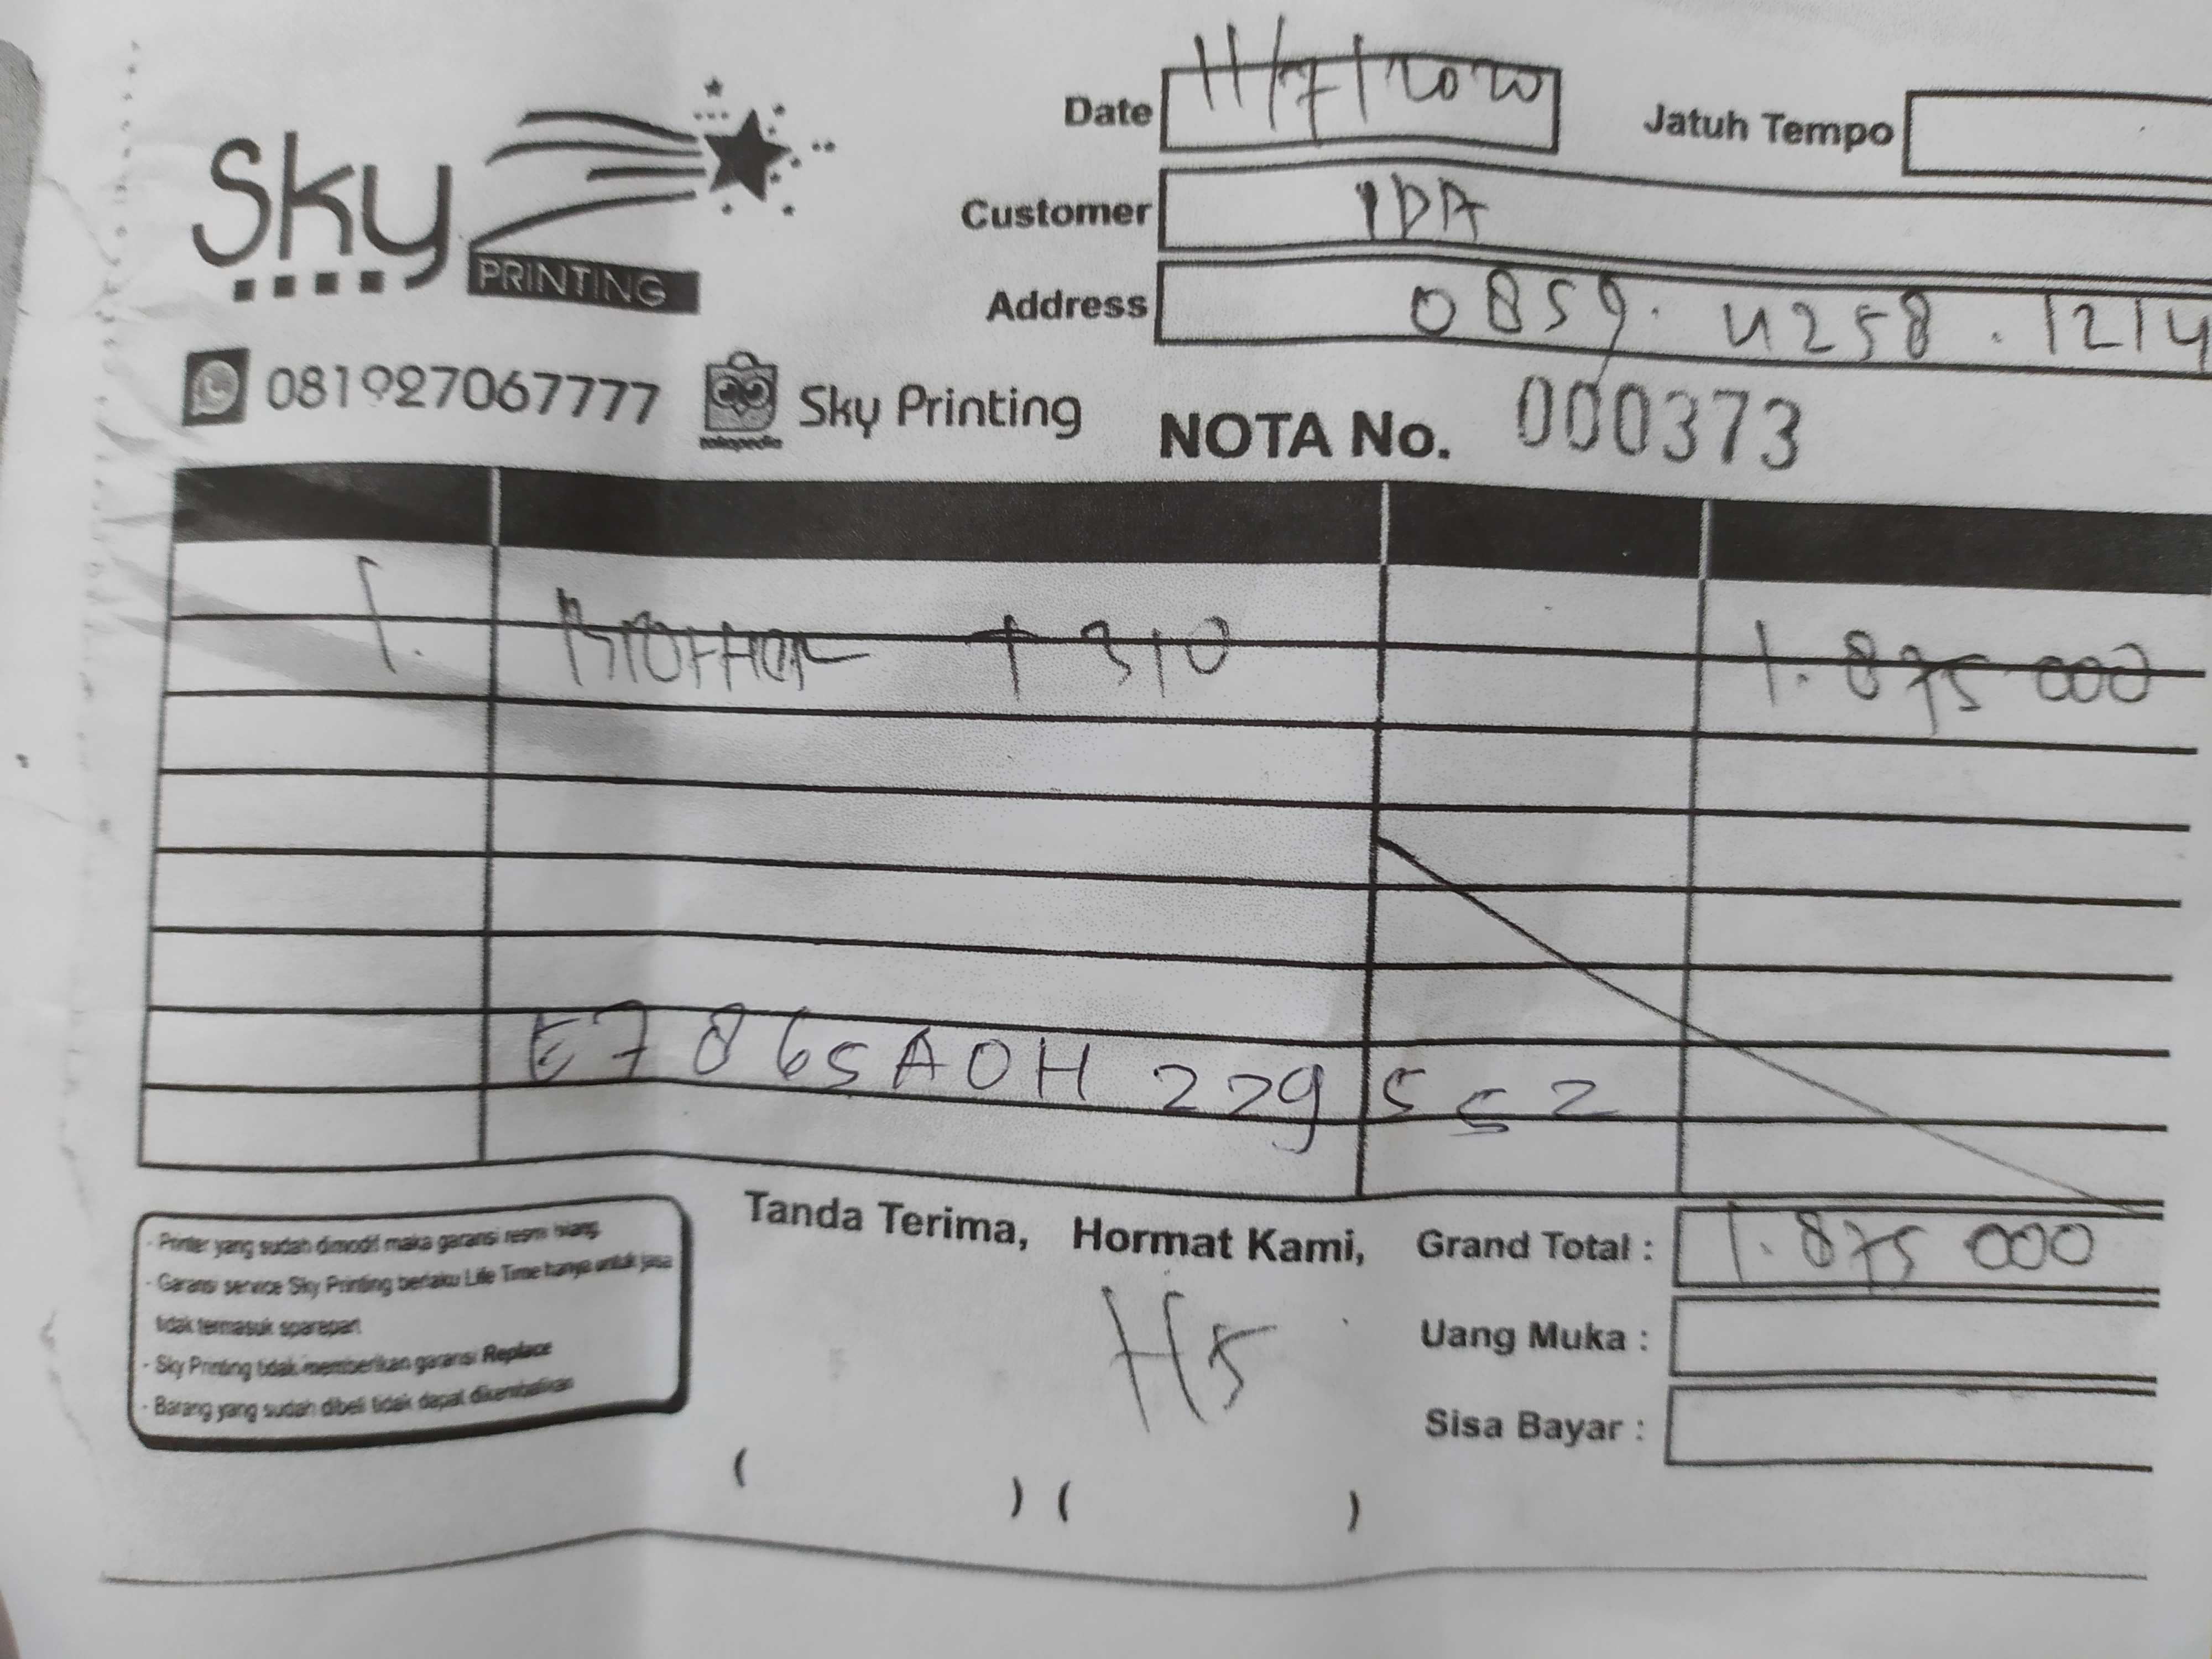 Sky
PRINTING
Date 11/7/2020 Jatuh Tempo
Customer IDA
Address 0859. 4258. 1214
081927067777 tokopedia Sky Printing NOTA No. 000373
1. BROTHER T 310 1.875 000
E7865A0H229552
- Printer yang sudah dimodif maka garansi resmi hilang.
- Garansi service Sky Printing berlaku Life Time hanya untuk jasa
tidak termasuk sparepart
- Sky Printing tidak memberikan garansi Replace
- Barang yang sudah dibeli tidak dapat dikembalikan
Tanda Terima, Hormat Kami, Grand Total : 1.875 000
Uang Muka :
Sisa Bayar :
( ) ( )